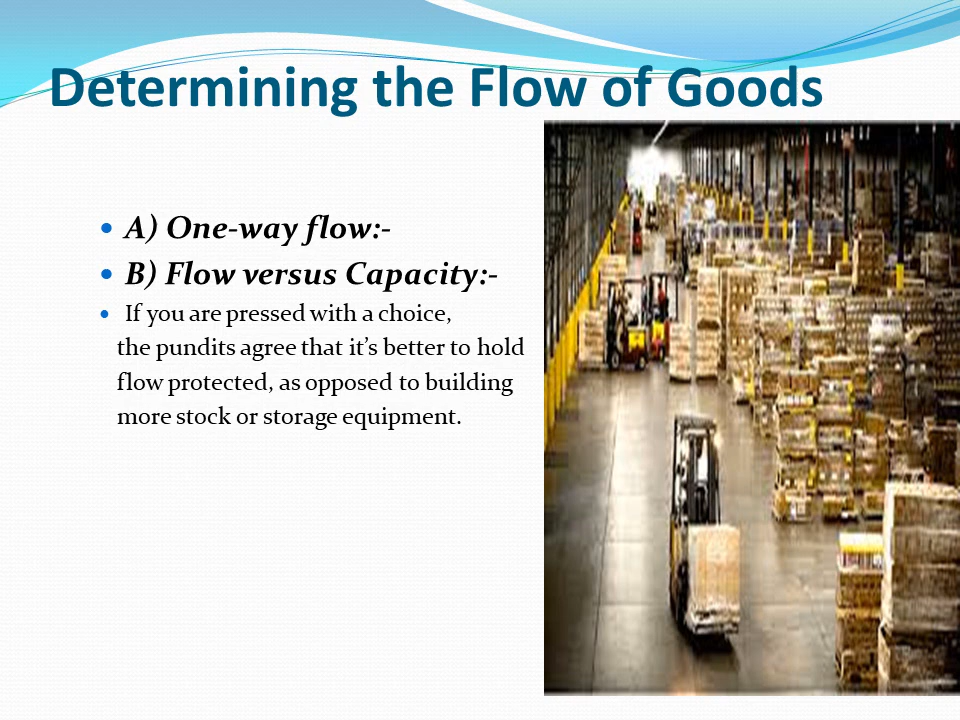 Determining the Flow of Goods
• A) One-way flow:-
• B) Flow versus Capacity:-
• If you are pressed with a choice,
the pundits agree that it’s better to hold
flow protected, as opposed to building
more stock or storage equipment.